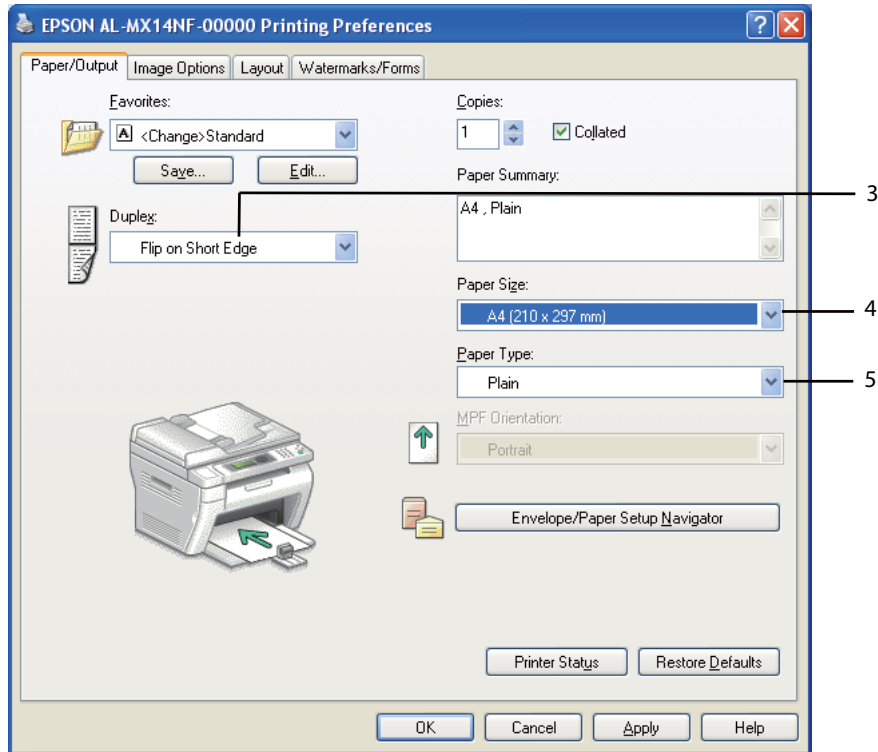 EPSON AL-MX14NF-00000 Printing Preferences
Paper/Output Image Options Layout Watermarks/Forms
Favorites:
A <Change>Standard
Save... Edit...
Duplex:
Flip on Short Edge
Copies:
1 Collated
Paper Summary:
A4 , Plain
3
Paper Size:
A4 (210 x 297 mm)
4
Paper Type:
Plain
5
MPF Orientation:
Portrait
Envelope/Paper Setup Navigator
Printer Status Restore Defaults
OK Cancel Apply Help